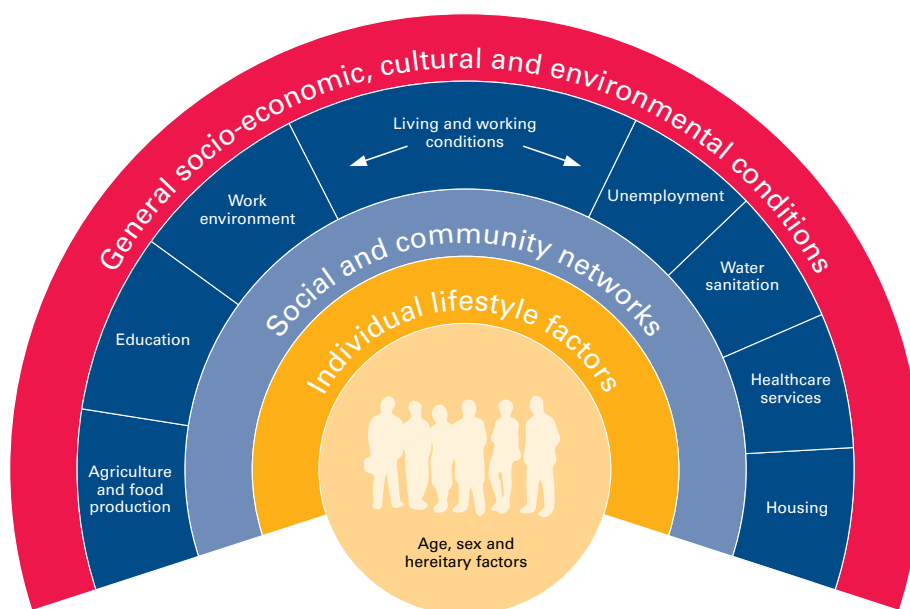 General socio-economic, cultural and environmental conditions
Living and working
conditions
Work
environment
Unemployment
Education
Water
sanitation
Agriculture
and food
production
Healthcare
services
Housing
Social and community networks
Individual lifestyle factors
Age, sex and
hereitary factors